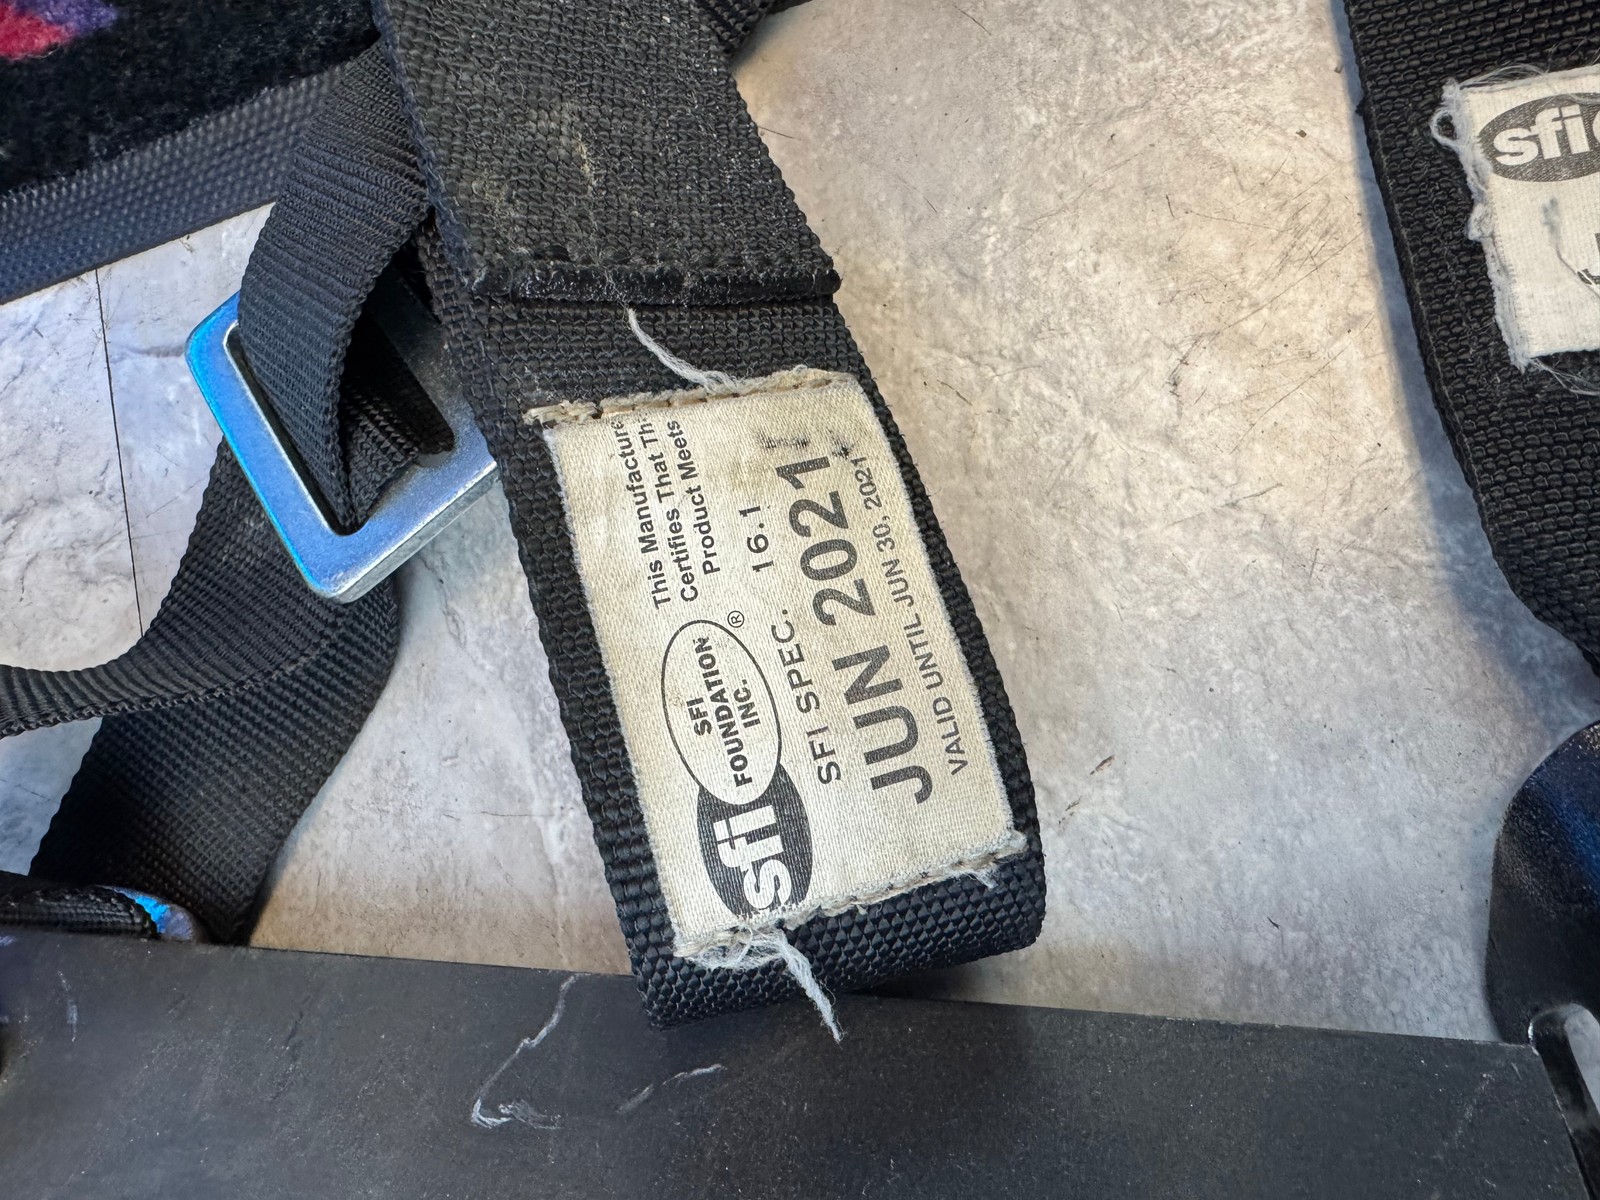 This Manufacture
Certifies That Th
Product Meets
sfi
SFI
FOUNDATION
INC.
®
SFI SPEC. 16.1
JUN 2021
VALID UNTIL JUN 30, 2021
sfi